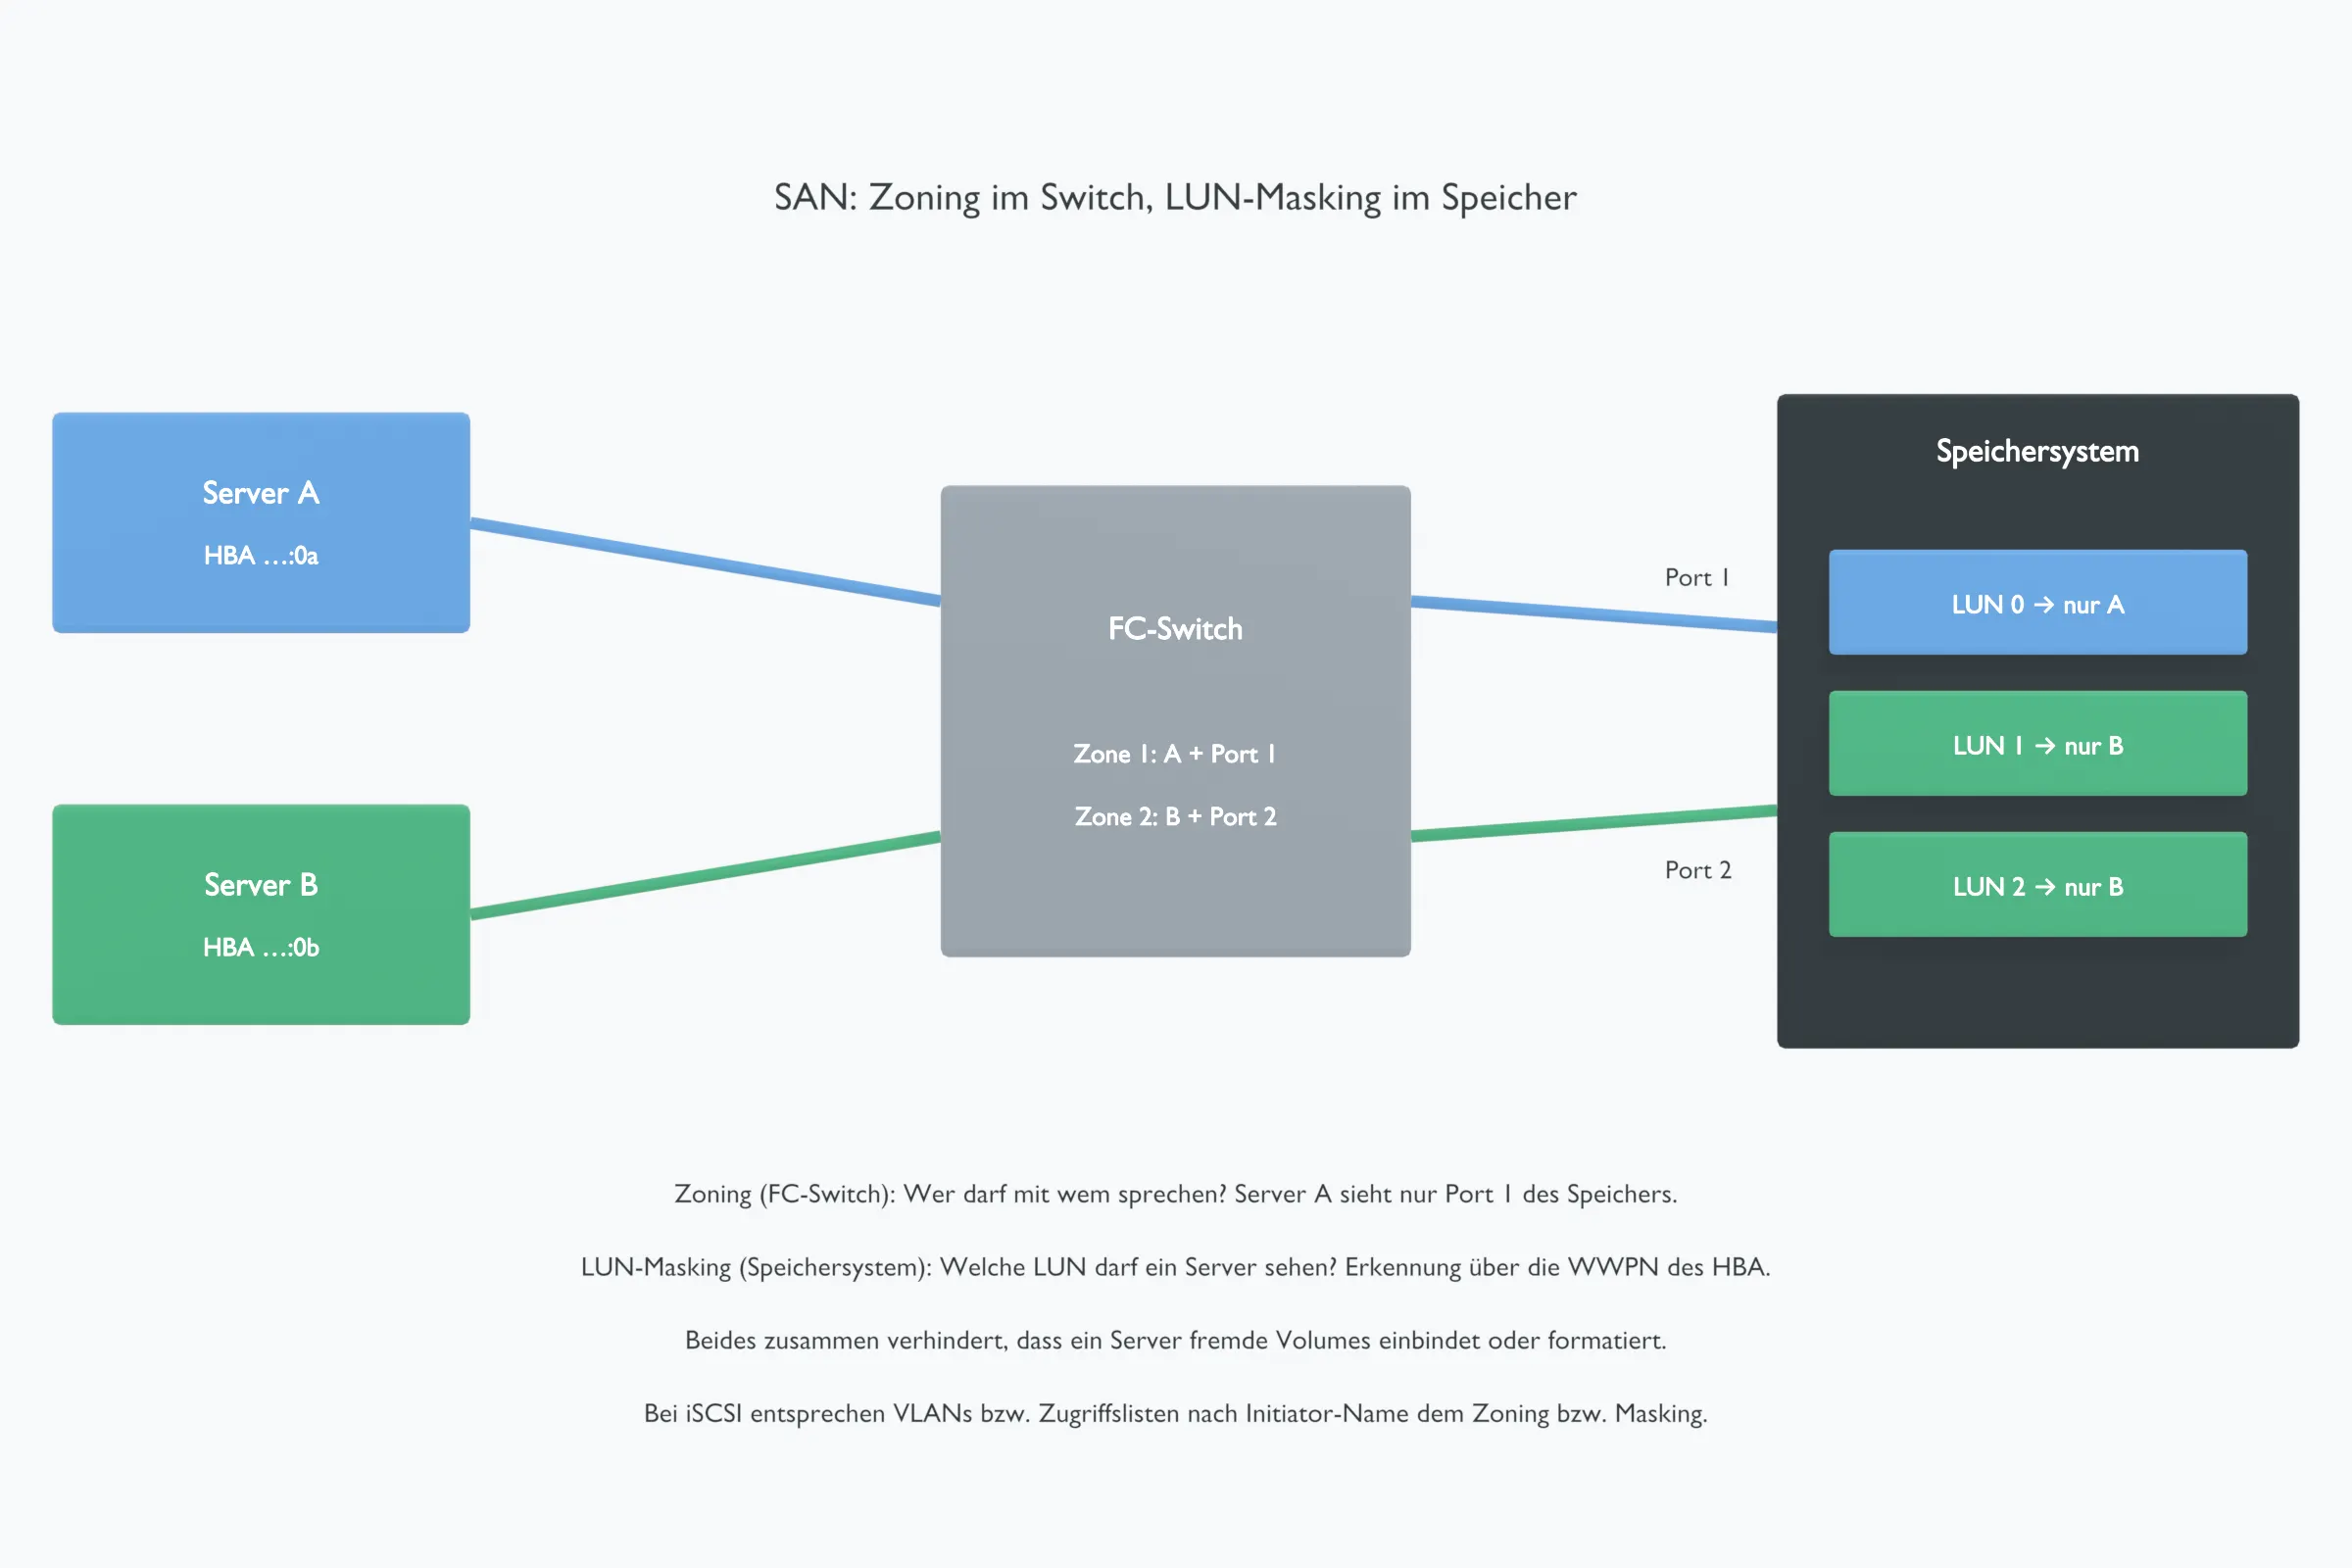 SAN: Zoning im Switch, LUN-Masking im Speicher
Server A
HBA …:0a
Server B
HBA …:0b
FC-Switch
Zone 1: A + Port 1
Zone 2: B + Port 2
Port 1
Port 2
Speichersystem
LUN 0 → nur A
LUN 1 → nur B
LUN 2 → nur B
Zoning (FC-Switch): Wer darf mit wem sprechen? Server A sieht nur Port 1 des Speichers.
LUN-Masking (Speichersystem): Welche LUN darf ein Server sehen? Erkennung über die WWPN des HBA.
Beides zusammen verhindert, dass ein Server fremde Volumes einbindet oder formatiert.
Bei iSCSI entsprechen VLANs bzw. Zugriffslisten nach Initiator-Name dem Zoning bzw. Masking.